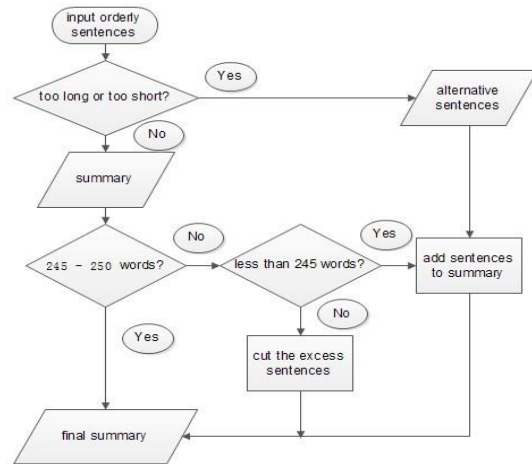 input orderly
sentences
Yes
too long or too short?
alternative
sentences
No
summary
No
Yes
245 - 250 words?
less than 245 words?
add sentences
to summary
Yes
No
cut the excess
sentences
final summary